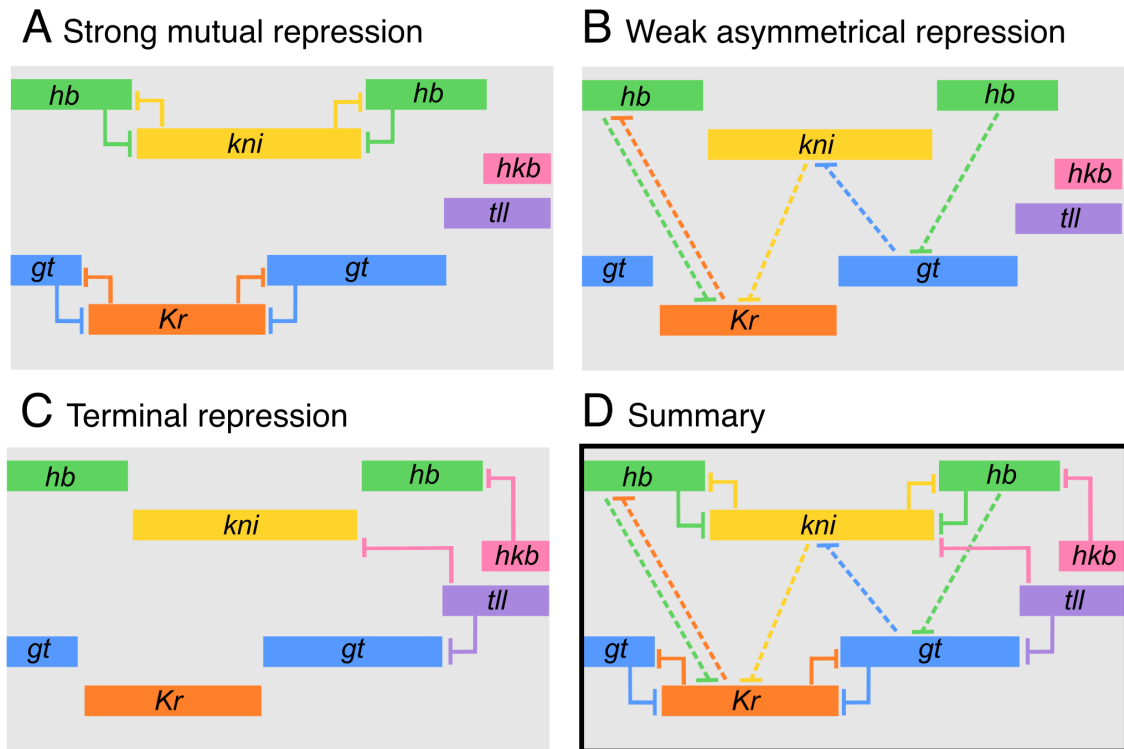 A Strong mutual repression
hb hb
kni
hkb
tll
gt gt
Kr
B Weak asymmetrical repression
hb hb
kni
hkb
tll
gt gt
Kr
C Terminal repression
hb hb
kni
hkb
tll
gt gt
Kr
D Summary
hb hb
kni
hkb
tll
gt gt
Kr